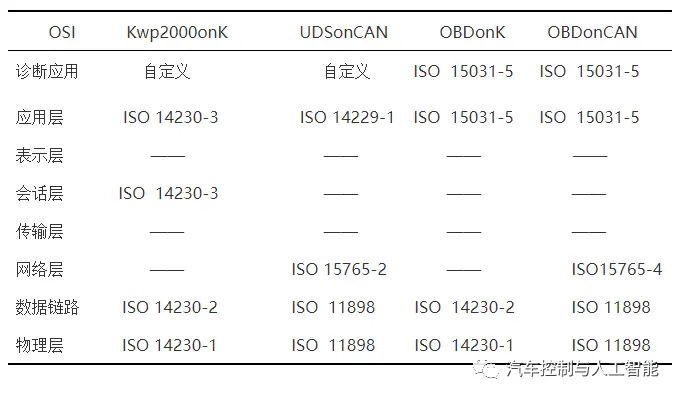 OSI Kwp2000onK UDSonCAN OBDonK OBDonCAN
诊断应用 自定义 自定义 ISO 15031-5 ISO 15031-5
应用层 ISO 14230-3 ISO 14229-1 ISO 15031-5 ISO 15031-5
表示层 —— —— —— ——
会话层 ISO 14230-3 —— —— ——
传输层 —— —— —— ——
网络层 —— ISO 15765-2 —— ISO15765-4
数据链路 ISO 14230-2 ISO 11898 ISO 14230-2 ISO 11898
物理层 ISO 14230-1 ISO 11898 ISO 14230-1 ISO 11898
汽车控制与人工智能